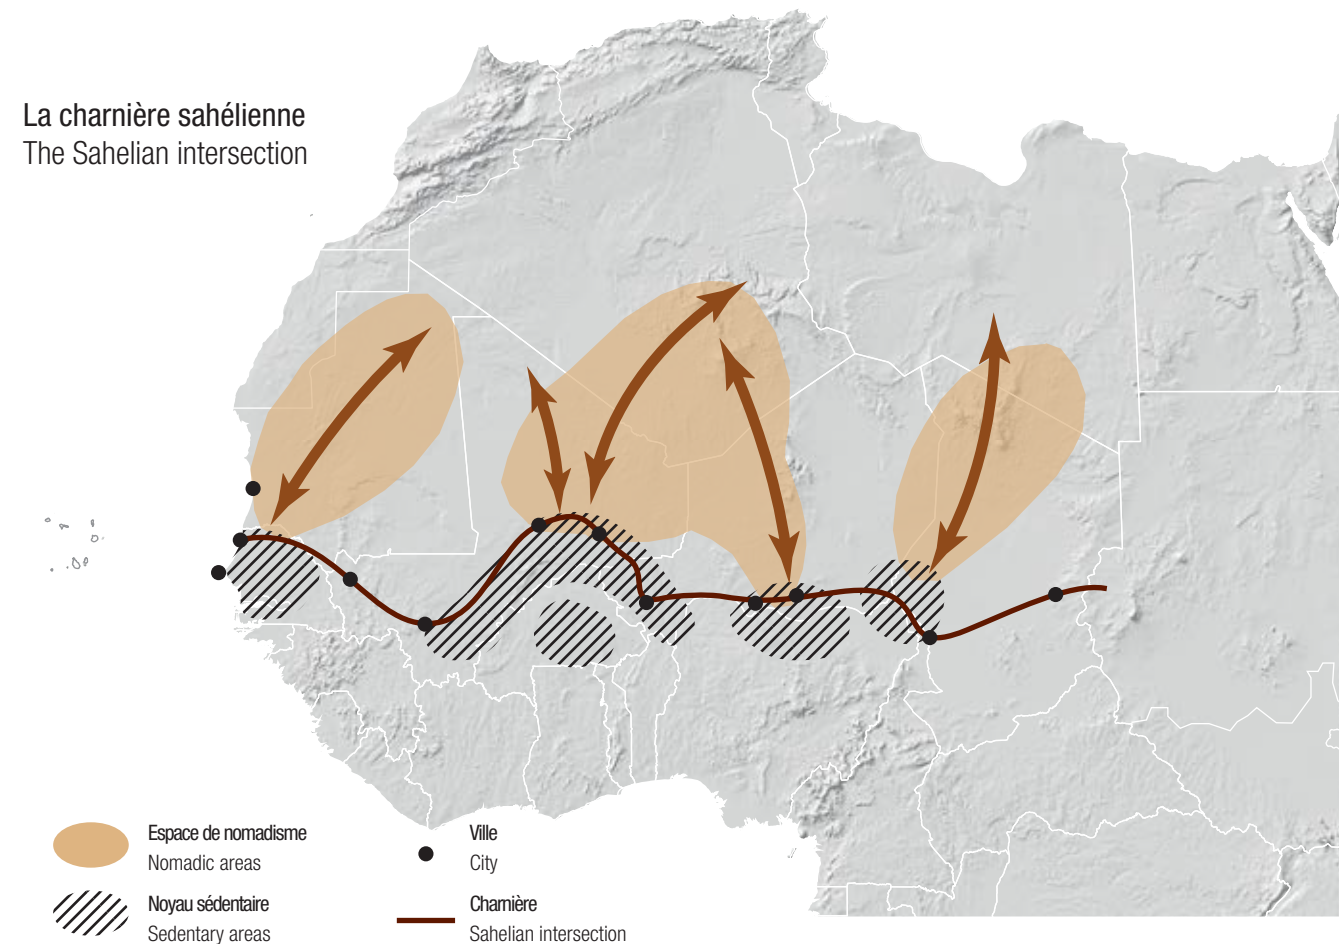 La charnière sahélienne
The Sahelian intersection
Espace de nomadisme
Nomadic areas
Noyau sédentaire
Sedentary areas
Ville
City
Charnière
Sahelian intersection